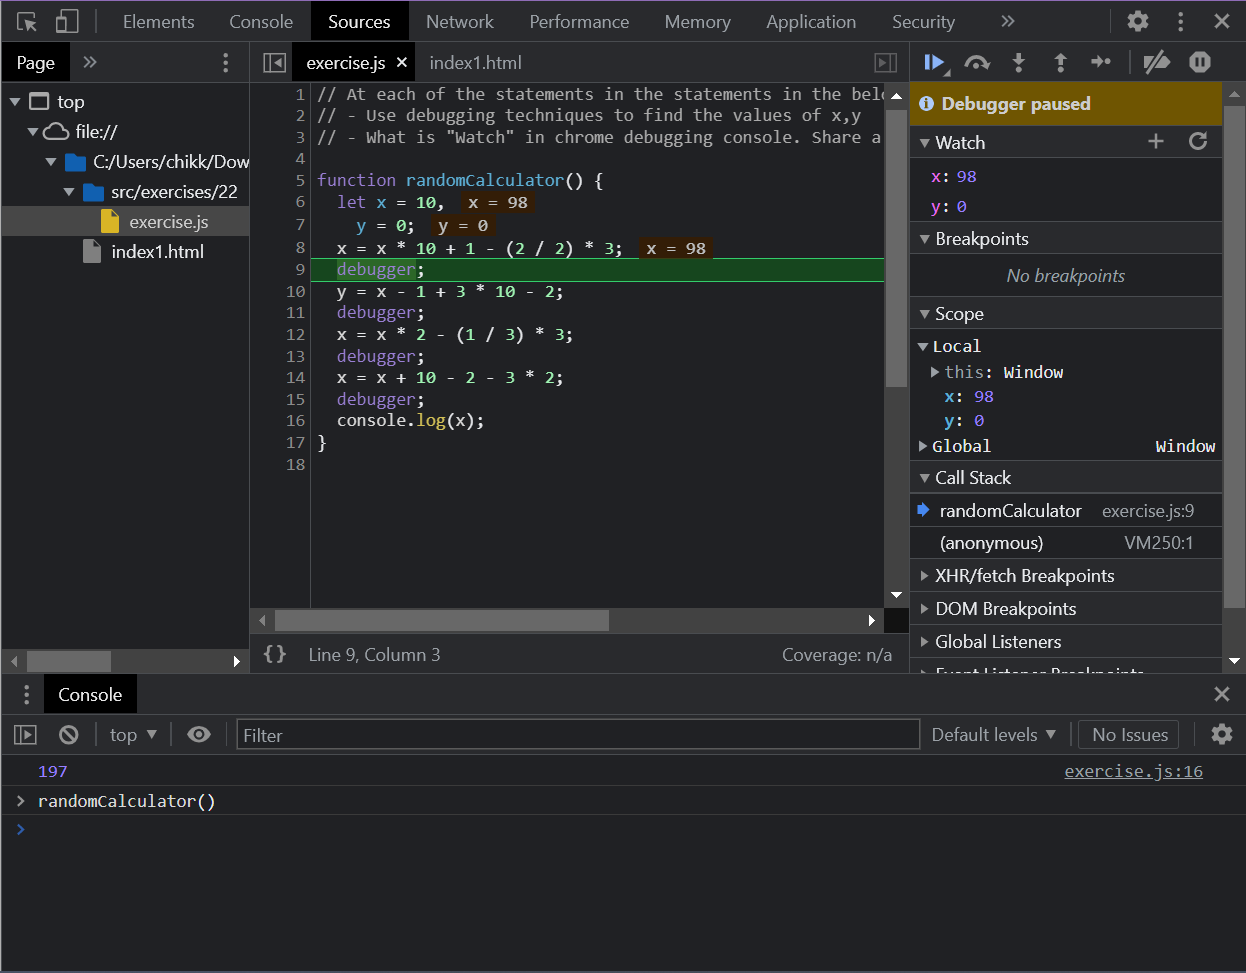 Elements Console Sources Network Performance Memory Application Security »
Page »
top
file://
C:/Users/chikk/Dow
src/exercises/22
exercise.js
index1.html
exercise.js × index1.html
1 // At each of the statements in the statements in the belo
2 // - Use debugging techniques to find the values of x,y
3 // - What is "Watch" in chrome debugging console. Share a
4
5 function randomCalculator() {
6 let x = 10, x = 98
7 y = 0; y = 0
8 x = x * 10 + 1 - (2 / 2) * 3; x = 98
9 debugger;
10 y = x - 1 + 3 * 10 - 2;
11 debugger;
12 x = x * 2 - (1 / 3) * 3;
13 debugger;
14 x = x + 10 - 2 - 3 * 2;
15 debugger;
16 console.log(x);
17 }
18
{} Line 9, Column 3 Coverage: n/a
Debugger paused
Watch
x: 98
y: 0
Breakpoints
No breakpoints
Scope
Local
this: Window
x: 98
y: 0
Global Window
Call Stack
randomCalculator exercise.js:9
(anonymous) VM250:1
XHR/fetch Breakpoints
DOM Breakpoints
Global Listeners
Event Listener Breakpoints
Console
top Filter Default levels No Issues
197 exercise.js:16
> randomCalculator()
>